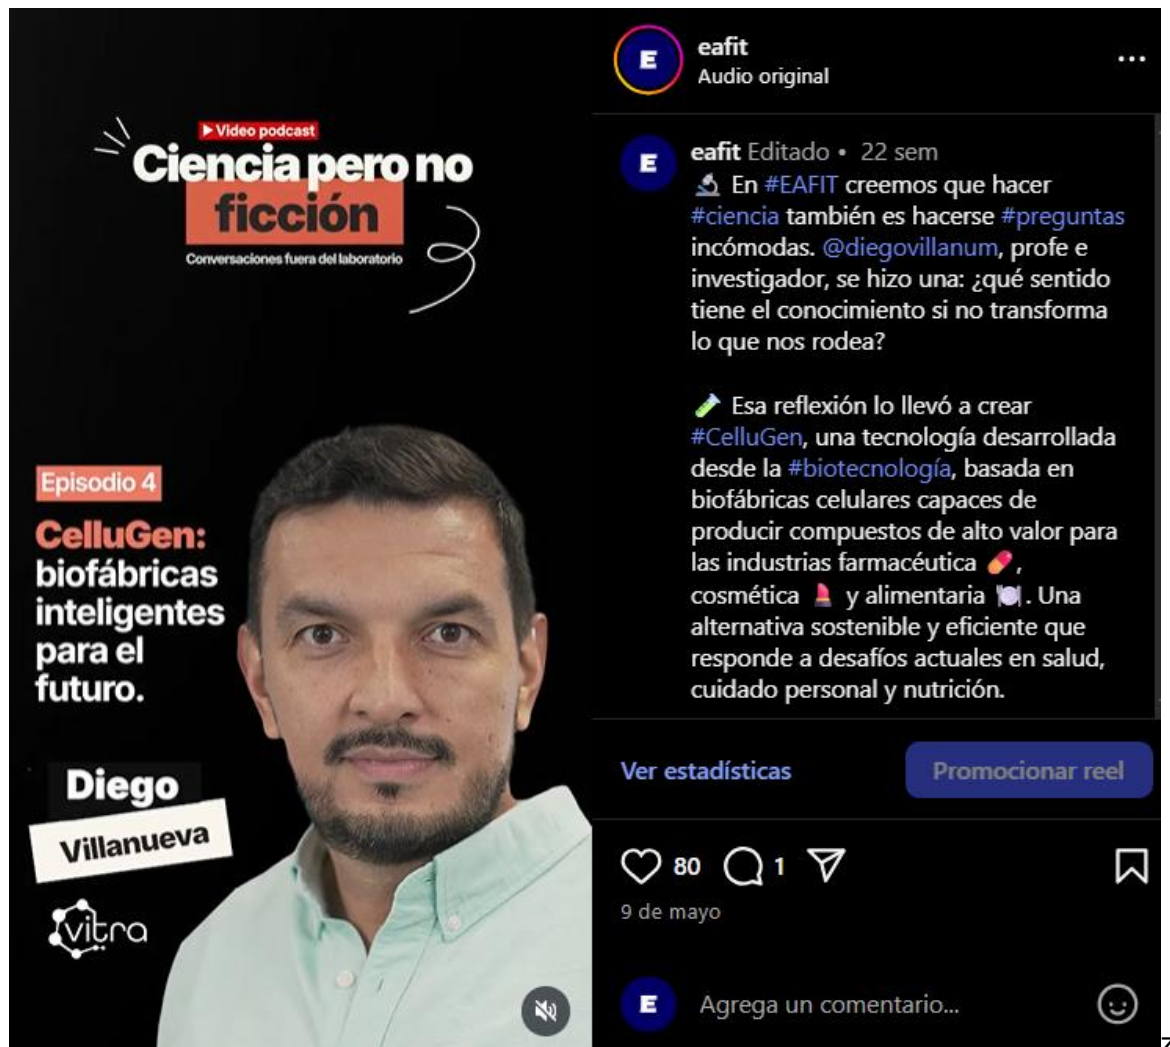 Video podcast
Ciencia pero no
ficción
Conversaciones fuera del laboratorio
Episodio 4
CelluGen:
biofábricas
inteligentes
para el
futuro.
Diego
Villanueva
vitra
E
eafit
Audio original
E
eafit Editado • 22 sem
🔬 En #EAFIT creemos que hacer
#ciencia también es hacerse #preguntas
incómodas. @diegovillanum, profe e
investigador, se hizo una: ¿qué sentido
tiene el conocimiento si no transforma
lo que nos rodea?
🧪 Esa reflexión lo llevó a crear
#CelluGen, una tecnología desarrollada
desde la #biotecnología, basada en
biofábricas celulares capaces de
producir compuestos de alto valor para
las industrias farmacéutica 💊,
cosmética 💄 y alimentaria 🍽️. Una
alternativa sostenible y eficiente que
responde a desafíos actuales en salud,
cuidado personal y nutrición.
Ver estadísticas
Promocionar reel
80 1
9 de mayo
E
Agrega un comentario...